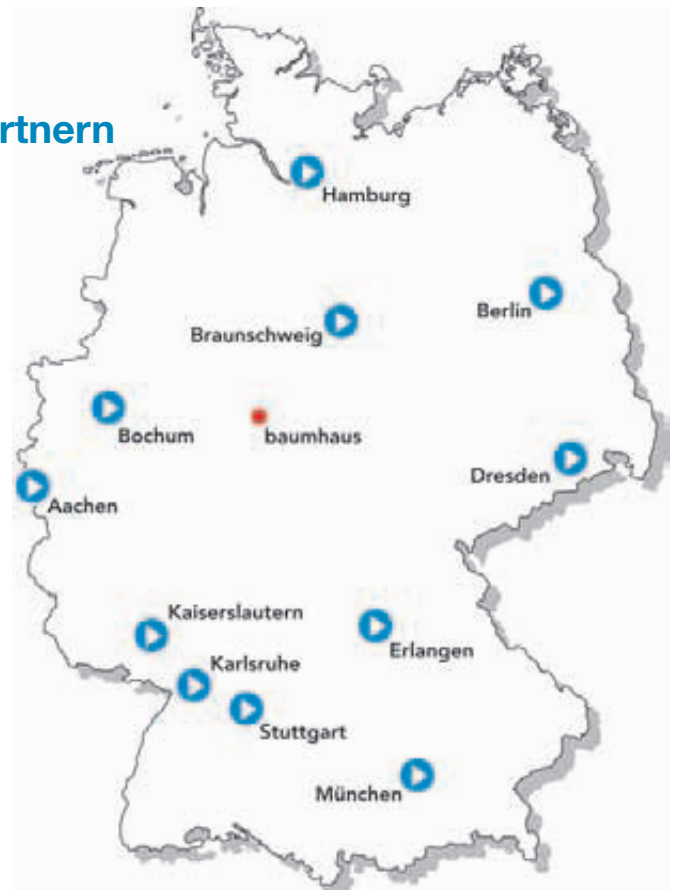 rtnern
Hamburg
Berlin
Braunschweig
Bochum
baumhaus
Dresden
Aachen
Kaiserslautern
Erlangen
Karlsruhe
Stuttgart
München